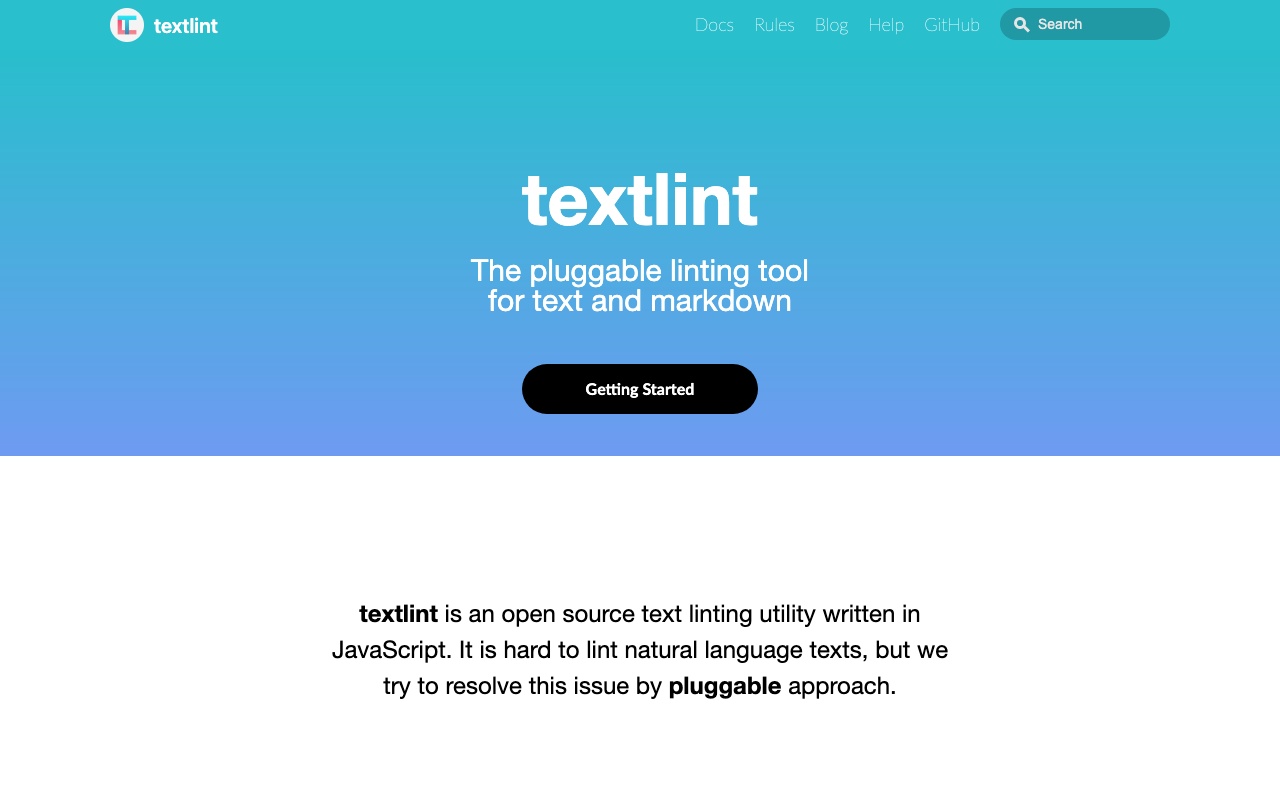 textlint
Docs Rules Blog Help GitHub Search
textlint
The pluggable linting tool
for text and markdown
Getting Started
textlint is an open source text linting utility written in
JavaScript. It is hard to lint natural language texts, but we
try to resolve this issue by pluggable approach.